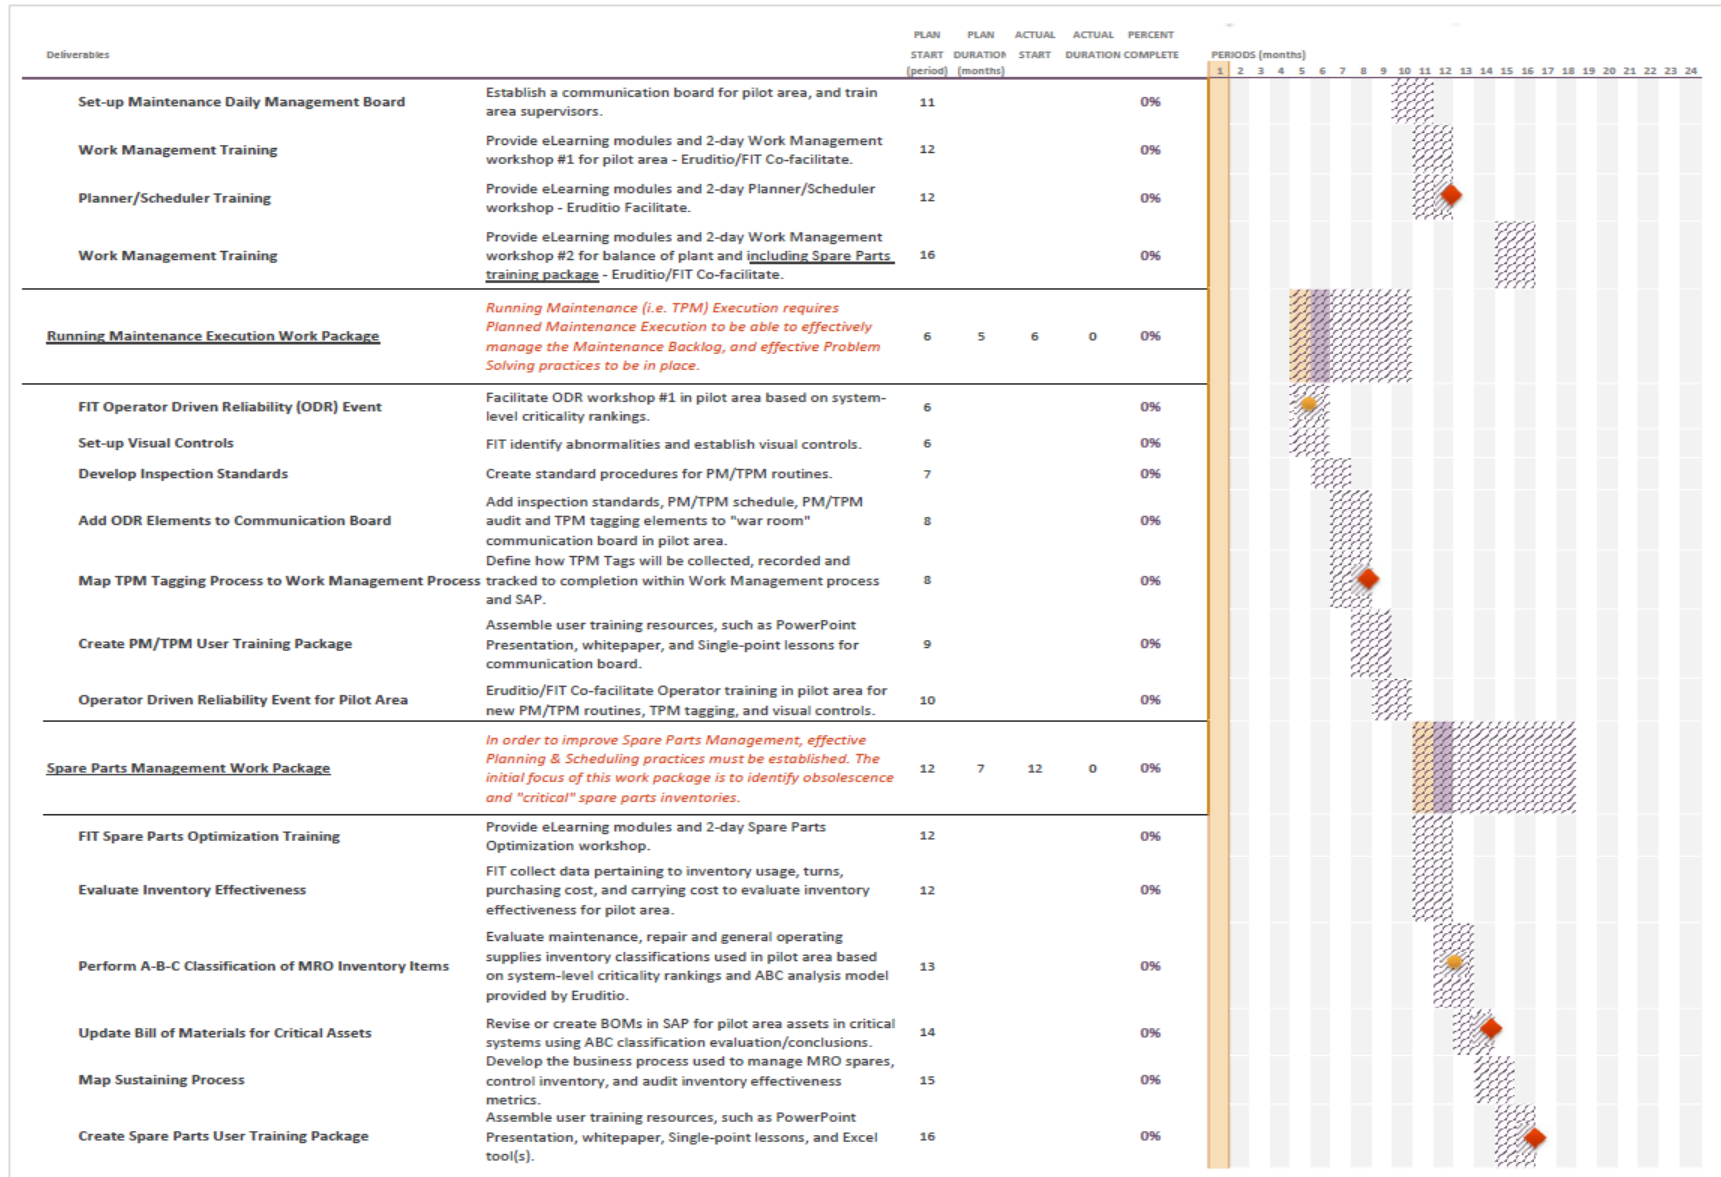 PLAN PLAN ACTUAL ACTUAL PERCENT
Deliverables START DURATION START DURATION COMPLETE PERIODS (months)
(period) (months) 1 2 3 4 5 6 7 8 9 10 11 12 13 14 15 16 17 18 19 20 21 22 23 24
Establish a communication board for pilot area, and train
Set-up Maintenance Daily Management Board 11 0%
area supervisors.
Provide eLearning modules and 2-day Work Management
Work Management Training 12 0%
workshop #1 for pilot area - Eruditio/FIT Co-facilitate.
Provide eLearning modules and 2-day Planner/Scheduler
Planner/Scheduler Training 12 0%
workshop - Eruditio Facilitate.
Provide eLearning modules and 2-day Work Management
Work Management Training workshop #2 for balance of plant and including Spare Parts 16 0%
training package - Eruditio/FIT Co-facilitate.
Running Maintenance (i.e. TPM) Execution requires
Planned Maintenance Execution to be able to effectively
Running Maintenance Execution Work Package 6 5 6 0 0%
manage the Maintenance Backlog, and effective Problem
Solving practices to be in place.
Facilitate ODR workshop #1 in pilot area based on system-
FIT Operator Driven Reliability (ODR) Event 6 0%
level criticality rankings.
Set-up Visual Controls FIT identify abnormalities and establish visual controls. 6 0%
Develop Inspection Standards Create standard procedures for PM/TPM routines. 7 0%
Add inspection standards, PM/TPM schedule, PM/TPM
Add ODR Elements to Communication Board audit and TPM tagging elements to "war room" 8 0%
communication board in pilot area.
Define how TPM Tags will be collected, recorded and
Map TPM Tagging Process to Work Management Process tracked to completion within Work Management process 8 0%
and SAP.
Assemble user training resources, such as PowerPoint
Create PM/TPM User Training Package Presentation, whitepaper, and Single-point lessons for 9 0%
communication board.
Eruditio/FIT Co-facilitate Operator training in pilot area for
Operator Driven Reliability Event for Pilot Area 10 0%
new PM/TPM routines, TPM tagging, and visual controls.
In order to improve Spare Parts Management, effective
Planning & Scheduling practices must be established. The
Spare Parts Management Work Package 12 7 12 0 0%
initial focus of this work package is to identify obsolescence
and "critical" spare parts inventories.
Provide eLearning modules and 2-day Spare Parts
FIT Spare Parts Optimization Training 12 0%
Optimization workshop.
FIT collect data pertaining to inventory usage, turns,
Evaluate Inventory Effectiveness purchasing cost, and carrying cost to evaluate inventory 12 0%
effectiveness for pilot area.
Evaluate maintenance, repair and general operating
supplies inventory classifications used in pilot area based
Perform A-B-C Classification of MRO Inventory Items 13 0%
on system-level criticality rankings and ABC analysis model
provided by Eruditio.
Revise or create BOMs in SAP for pilot area assets in critical
Update Bill of Materials for Critical Assets 14 0%
systems using ABC classification evaluation/conclusions.
Develop the business process used to manage MRO spares,
Map Sustaining Process control inventory, and audit inventory effectiveness 15 0%
metrics.
Assemble user training resources, such as PowerPoint
Create Spare Parts User Training Package Presentation, whitepaper, Single-point lessons, and Excel 16 0%
tool(s).